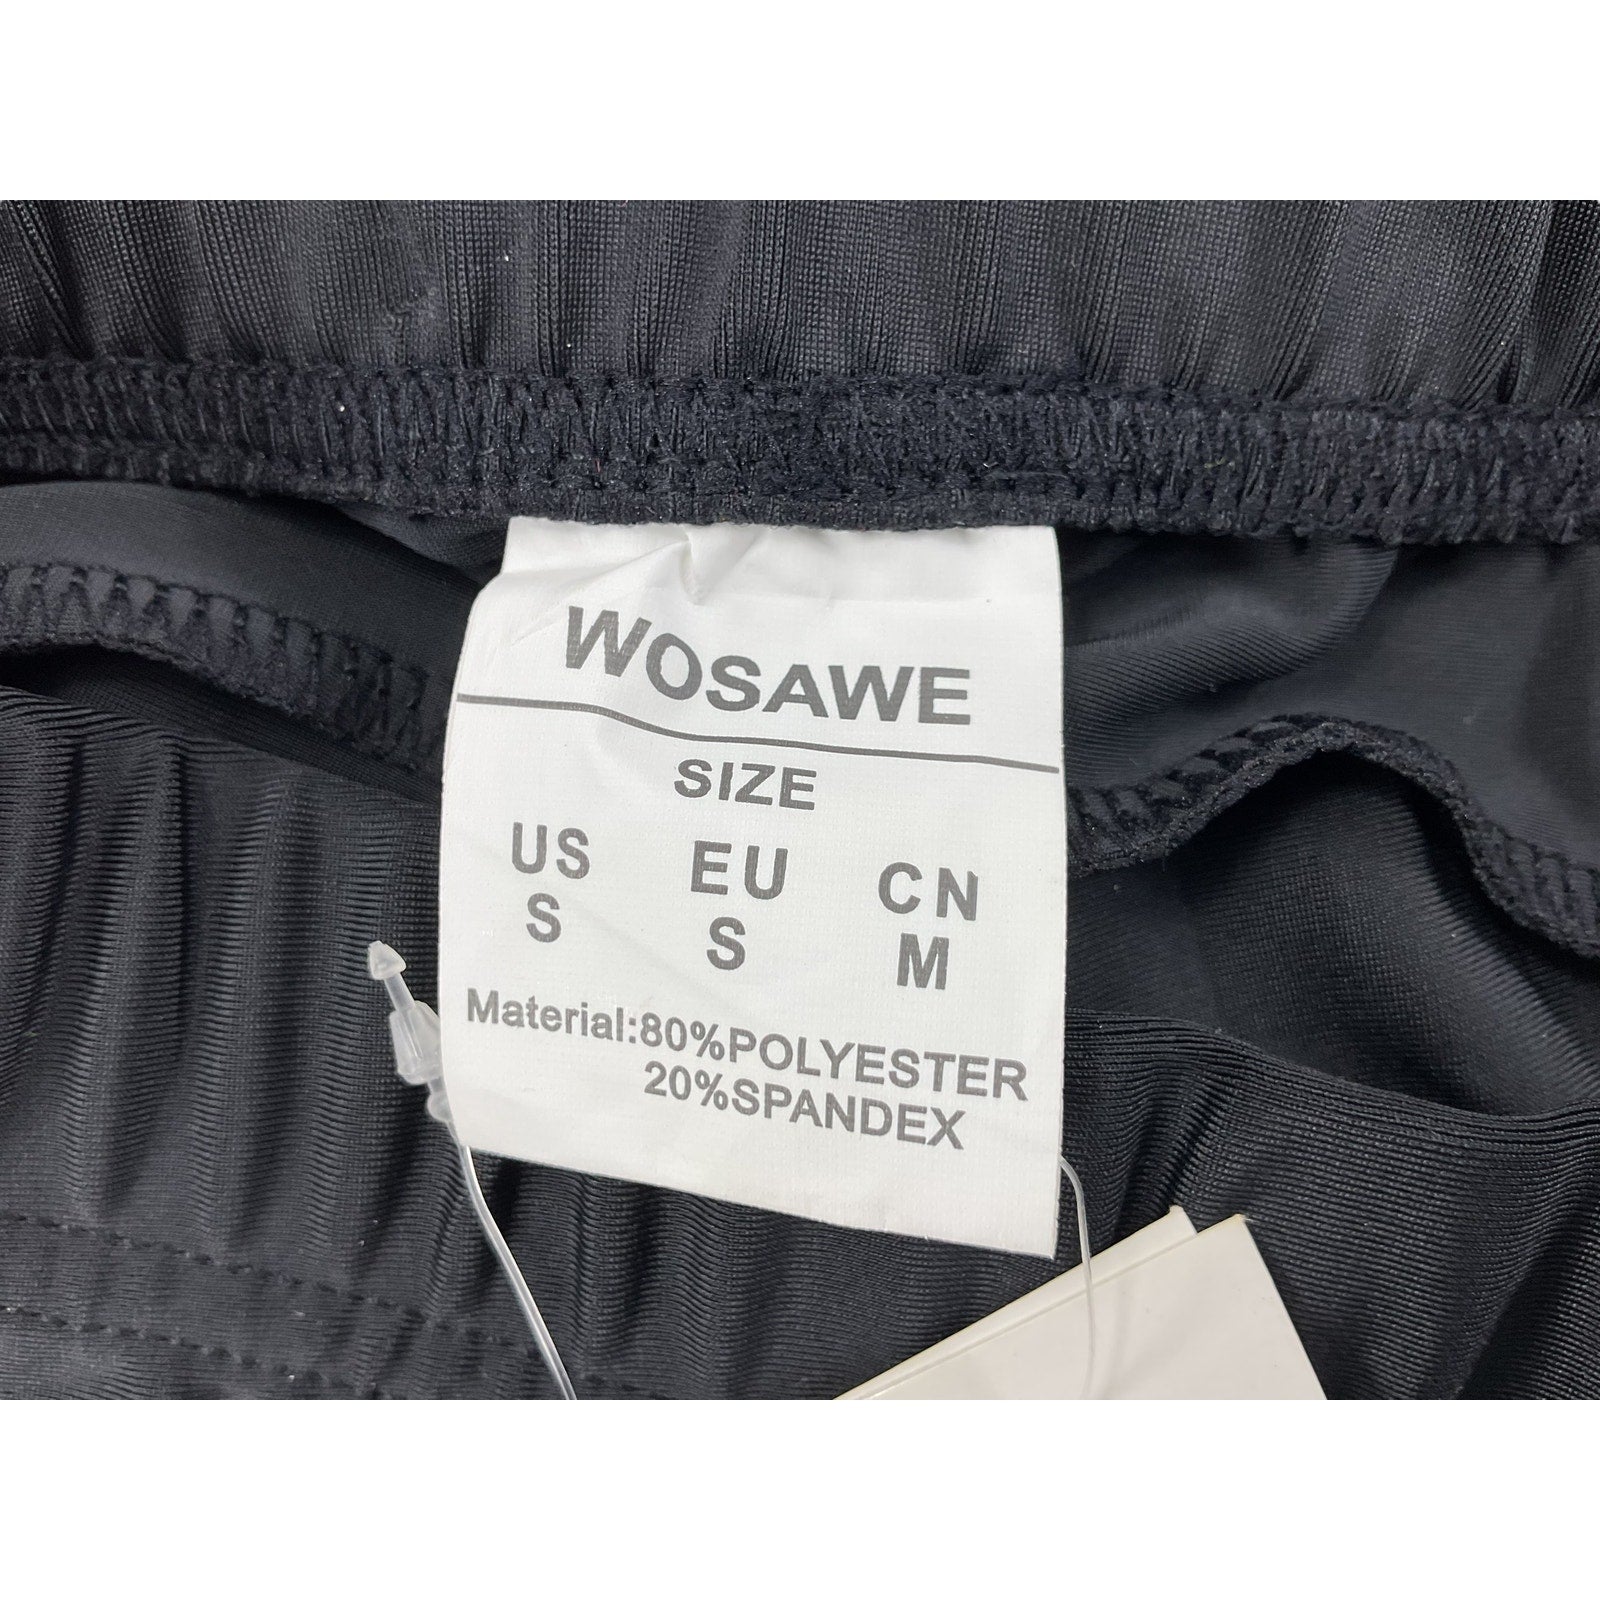 WOSAWE
SIZE
US EU CN
S S M
Material:80%POLYESTER
20%SPANDEX